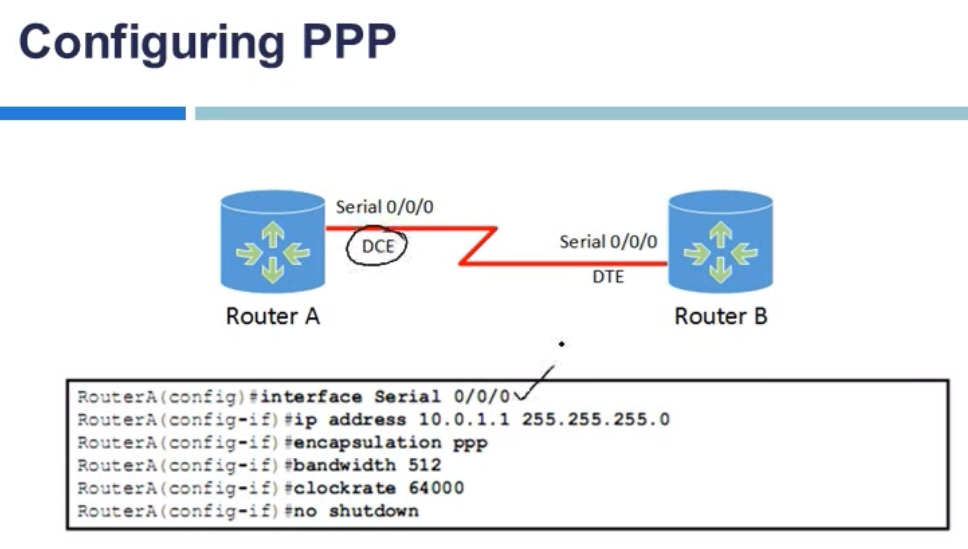 Configuring PPP
Serial 0/0/0
DCE
Serial 0/0/0
DTE
Router A
Router B
RouterA(config)#interface Serial 0/0/0
RouterA(config-if)#ip address 10.0.1.1 255.255.255.0
RouterA(config-if)#encapsulation ppp
RouterA(config-if)#bandwidth 512
RouterA(config-if)#clockrate 64000
RouterA(config-if)#no shutdown